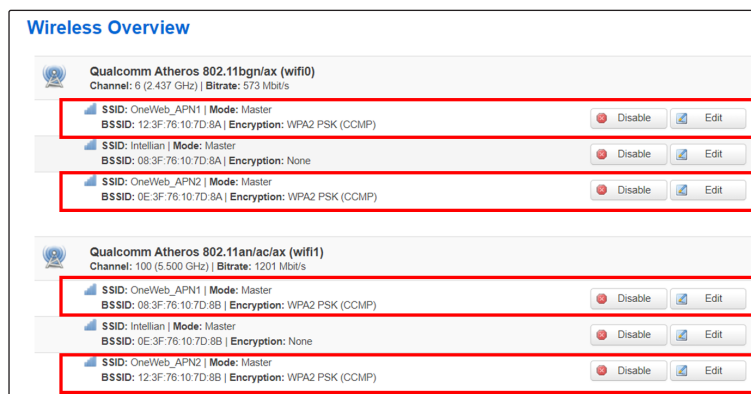 Wireless Overview
Qualcomm Atheros 802.11bgn/ax (wifi0)
Channel: 6 (2.437 GHz) | Bitrate: 573 Mbit/s
SSID: OneWeb_APN1 | Mode: Master
BSSID: 12:3F:76:10:7D:8A | Encryption: WPA2 PSK (CCMP)
Disable Edit
SSID: Intellian | Mode: Master
BSSID: 08:3F:76:10:7D:8A | Encryption: None
Disable Edit
SSID: OneWeb_APN2 | Mode: Master
BSSID: 0E:3F:76:10:7D:8A | Encryption: WPA2 PSK (CCMP)
Disable Edit
Qualcomm Atheros 802.11an/ac/ax (wifi1)
Channel: 100 (5.500 GHz) | Bitrate: 1201 Mbit/s
SSID: OneWeb_APN1 | Mode: Master
BSSID: 08:3F:76:10:7D:8B | Encryption: WPA2 PSK (CCMP)
Disable Edit
SSID: Intellian | Mode: Master
BSSID: 0E:3F:76:10:7D:8B | Encryption: None
Disable Edit
SSID: OneWeb_APN2 | Mode: Master
BSSID: 12:3F:76:10:7D:8B | Encryption: WPA2 PSK (CCMP)
Disable Edit